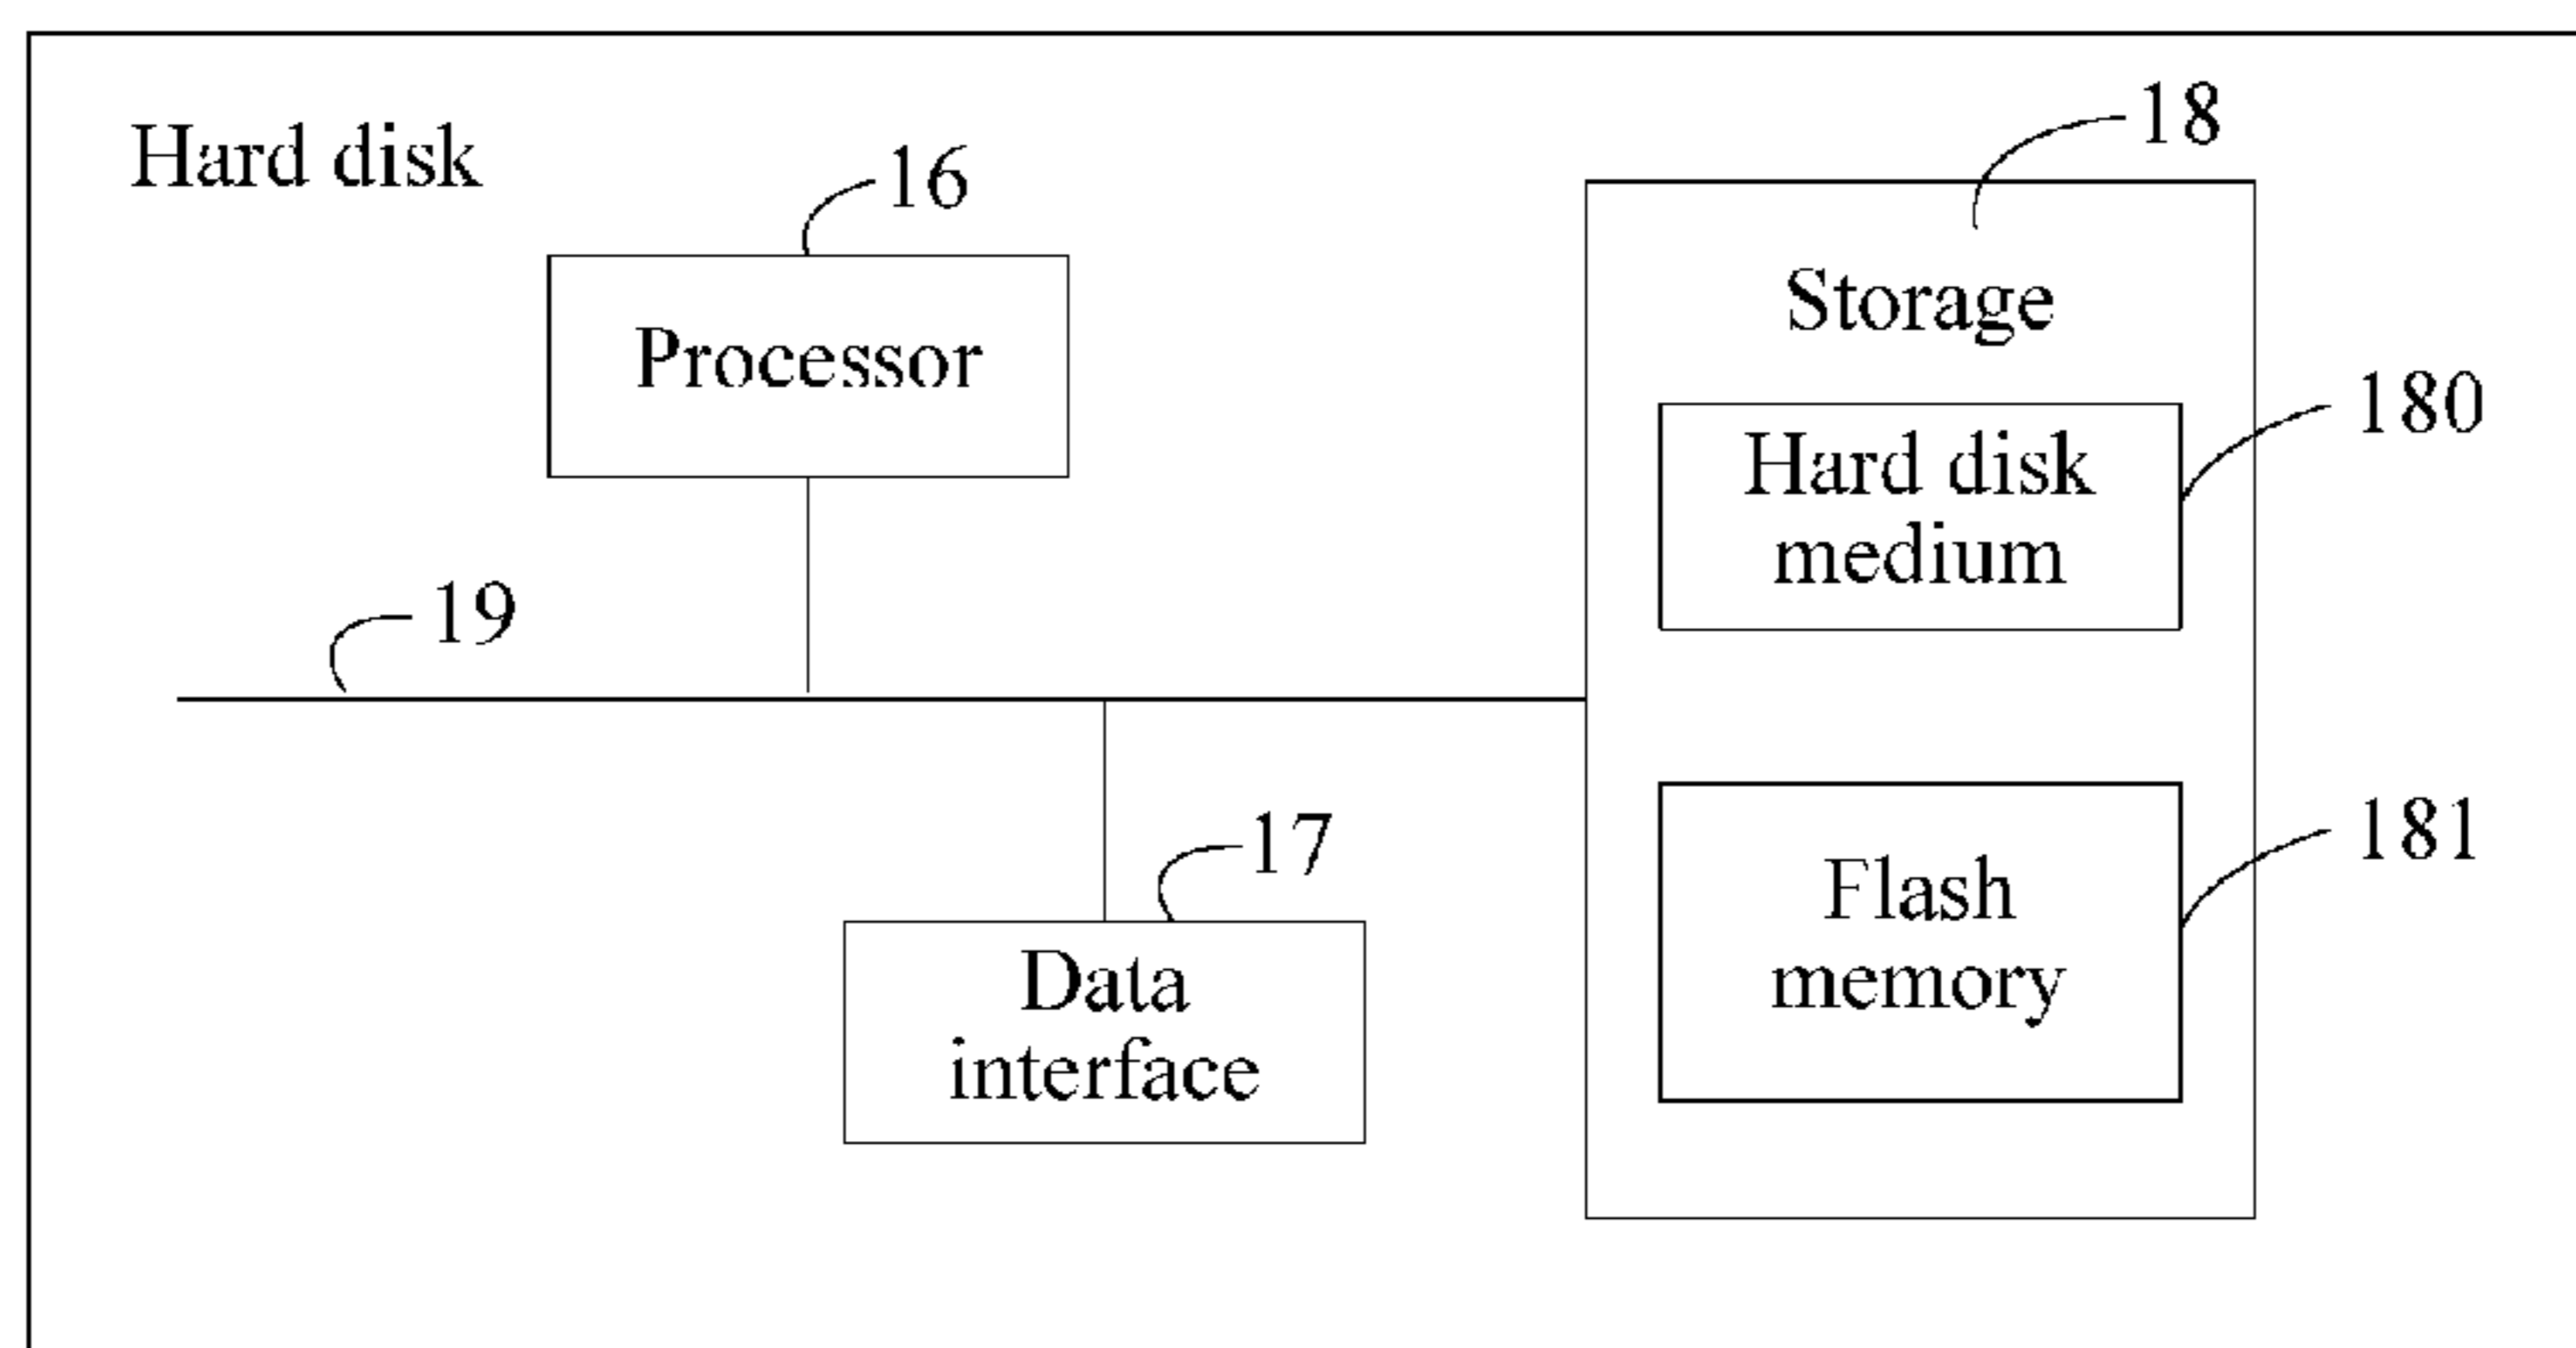 Hard disk
16
Processor
19
17
Data
interface
18
Storage
180
Hard disk
medium
181
Flash
memory